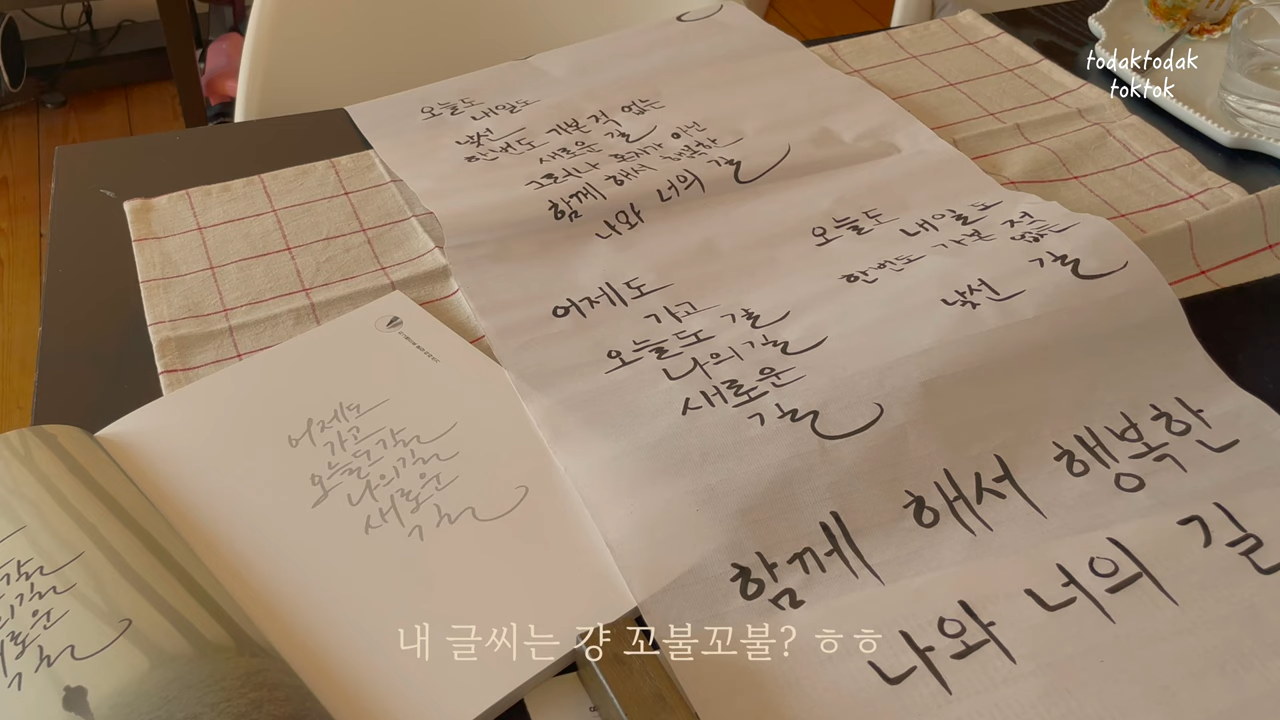 todaktodak
toktok
오늘도
내일도
낯선
한번도 가본 적 없는
새로운 길
그러나 혼자가 아닌
함께 해서 행복한
나와 너의 길
오늘도 내일도
한번도 가본 적 없는
낯선 길
어제도
가고
오늘도 갈
나의 길
새로운
길
함께 해서 행복한
나와 너의 길
어제도
가고
오늘도 갈
나의 길
새로운
길
내 글씨는 걍 꼬불꼬불? ㅎㅎ